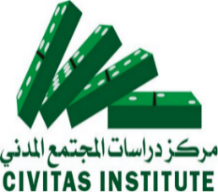 مركز دراسات المجتمع المدني
CIVITAS INSTITUTE